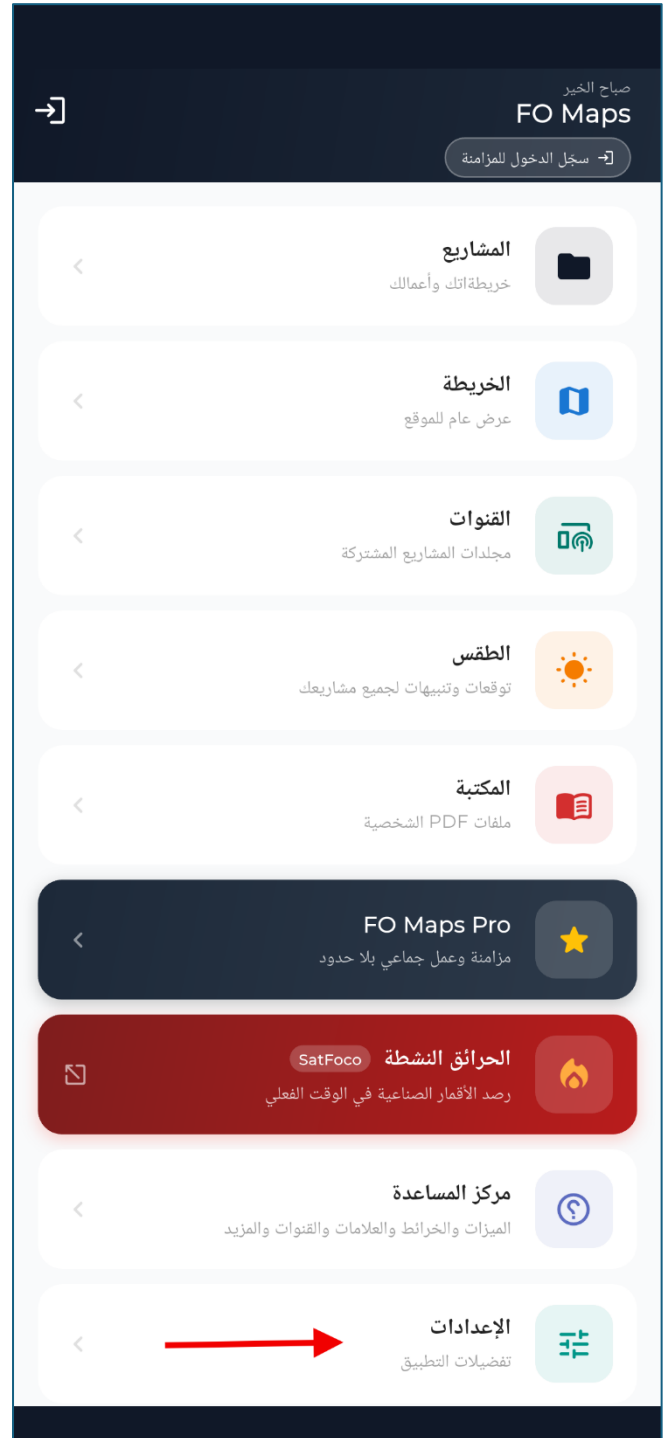 صباح الخير
FO Maps
سجّل الدخول للمزامنة
المشاريع
خريطةاتك وأعمالك
الخريطة
عرض عام للموقع
القنوات
مجلدات المشاريع المشتركة
الطقس
توقعات وتنبيهات لجميع مشاريعك
المكتبة
ملفات PDF الشخصية
FO Maps Pro
مزامنة وعمل جماعي بلا حدود
الحرائق النشطة SatFoco
رصد الأقمار الصناعية في الوقت الفعلي
مركز المساعدة
الميزات والخرائط والعلامات والقنوات والمزيد
الإعدادات
تفضيلات التطبيق